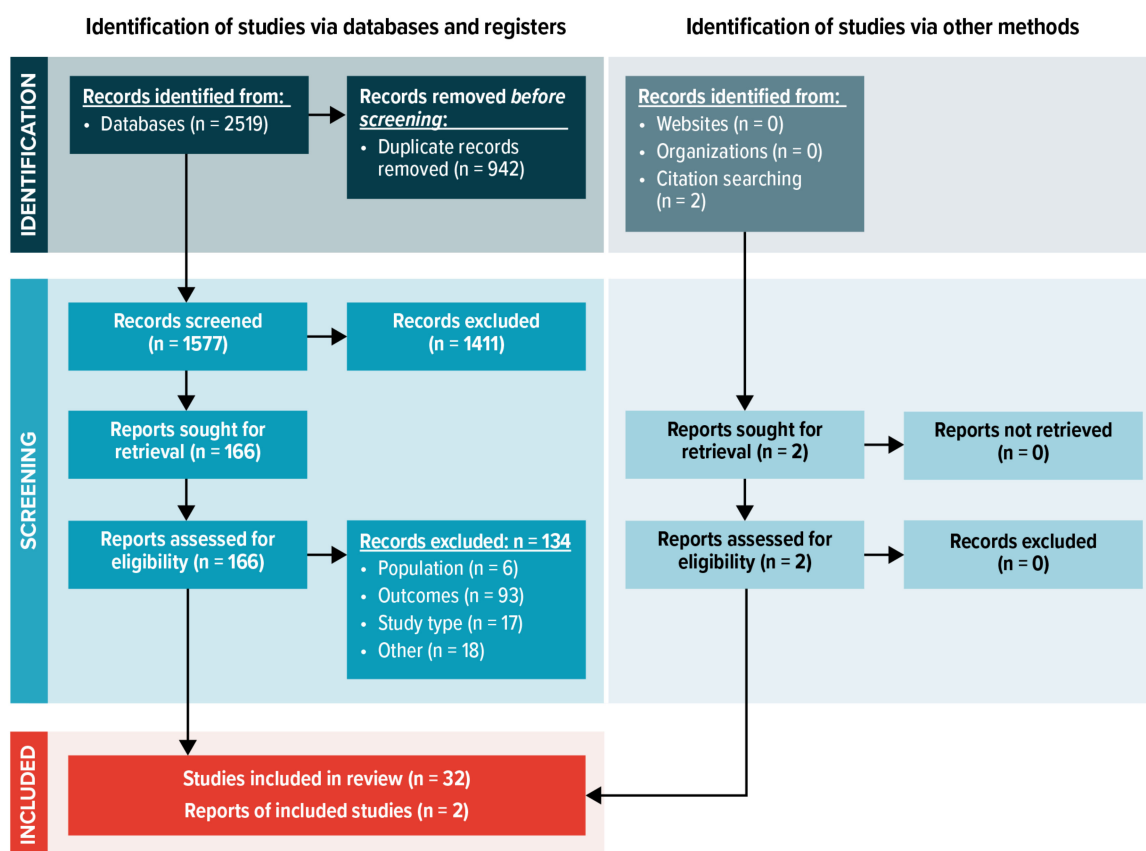 Identification of studies via databases and registers
Identification of studies via other methods
IDENTIFICATION
Records identified from:
• Databases (n = 2519)
Records removed before
screening:
• Duplicate records
removed (n = 942)
Records identified from:
• Websites (n = 0)
• Organizations (n = 0)
• Citation searching
(n = 2)
SCREENING
Records screened
(n = 1577)
Records excluded
(n = 1411)
Reports sought for
retrieval (n = 166)
Reports sought for
retrieval (n = 2)
Reports not retrieved
(n = 0)
Reports assessed for
eligibility (n = 166)
Records excluded: n = 134
• Population (n = 6)
• Outcomes (n = 93)
• Study type (n = 17)
• Other (n = 18)
Reports assessed for
eligibility (n = 2)
Records excluded
(n = 0)
INCLUDED
Studies included in review (n = 32)
Reports of included studies (n = 2)